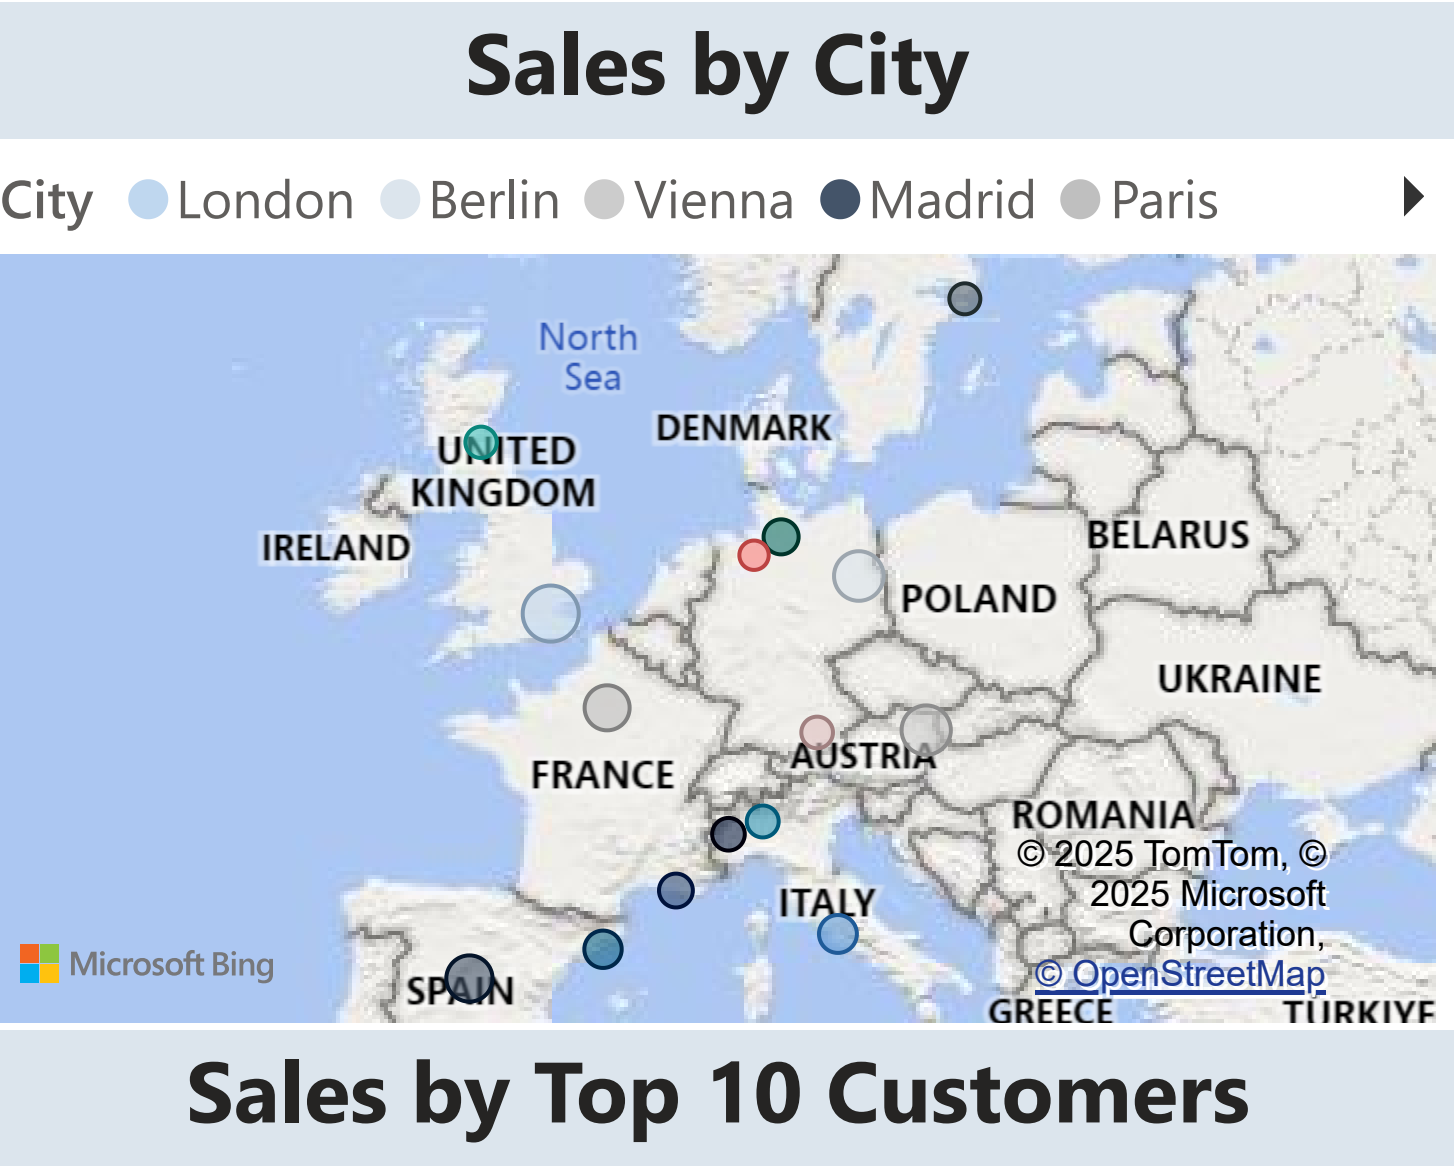 Sales by City
City London Berlin Vienna Madrid Paris
North
Sea
DENMARK
UNITED
KINGDOM
IRELAND
BELARUS
POLAND
UKRAINE
FRANCE
AUSTRIA
ROMANIA
© 2025 TomTom, ©
2025 Microsoft
Corporation,
© OpenStreetMap
ITALY
Microsoft Bing
SPAIN
GREECE
TÜRKIYE
Sales by Top 10 Customers